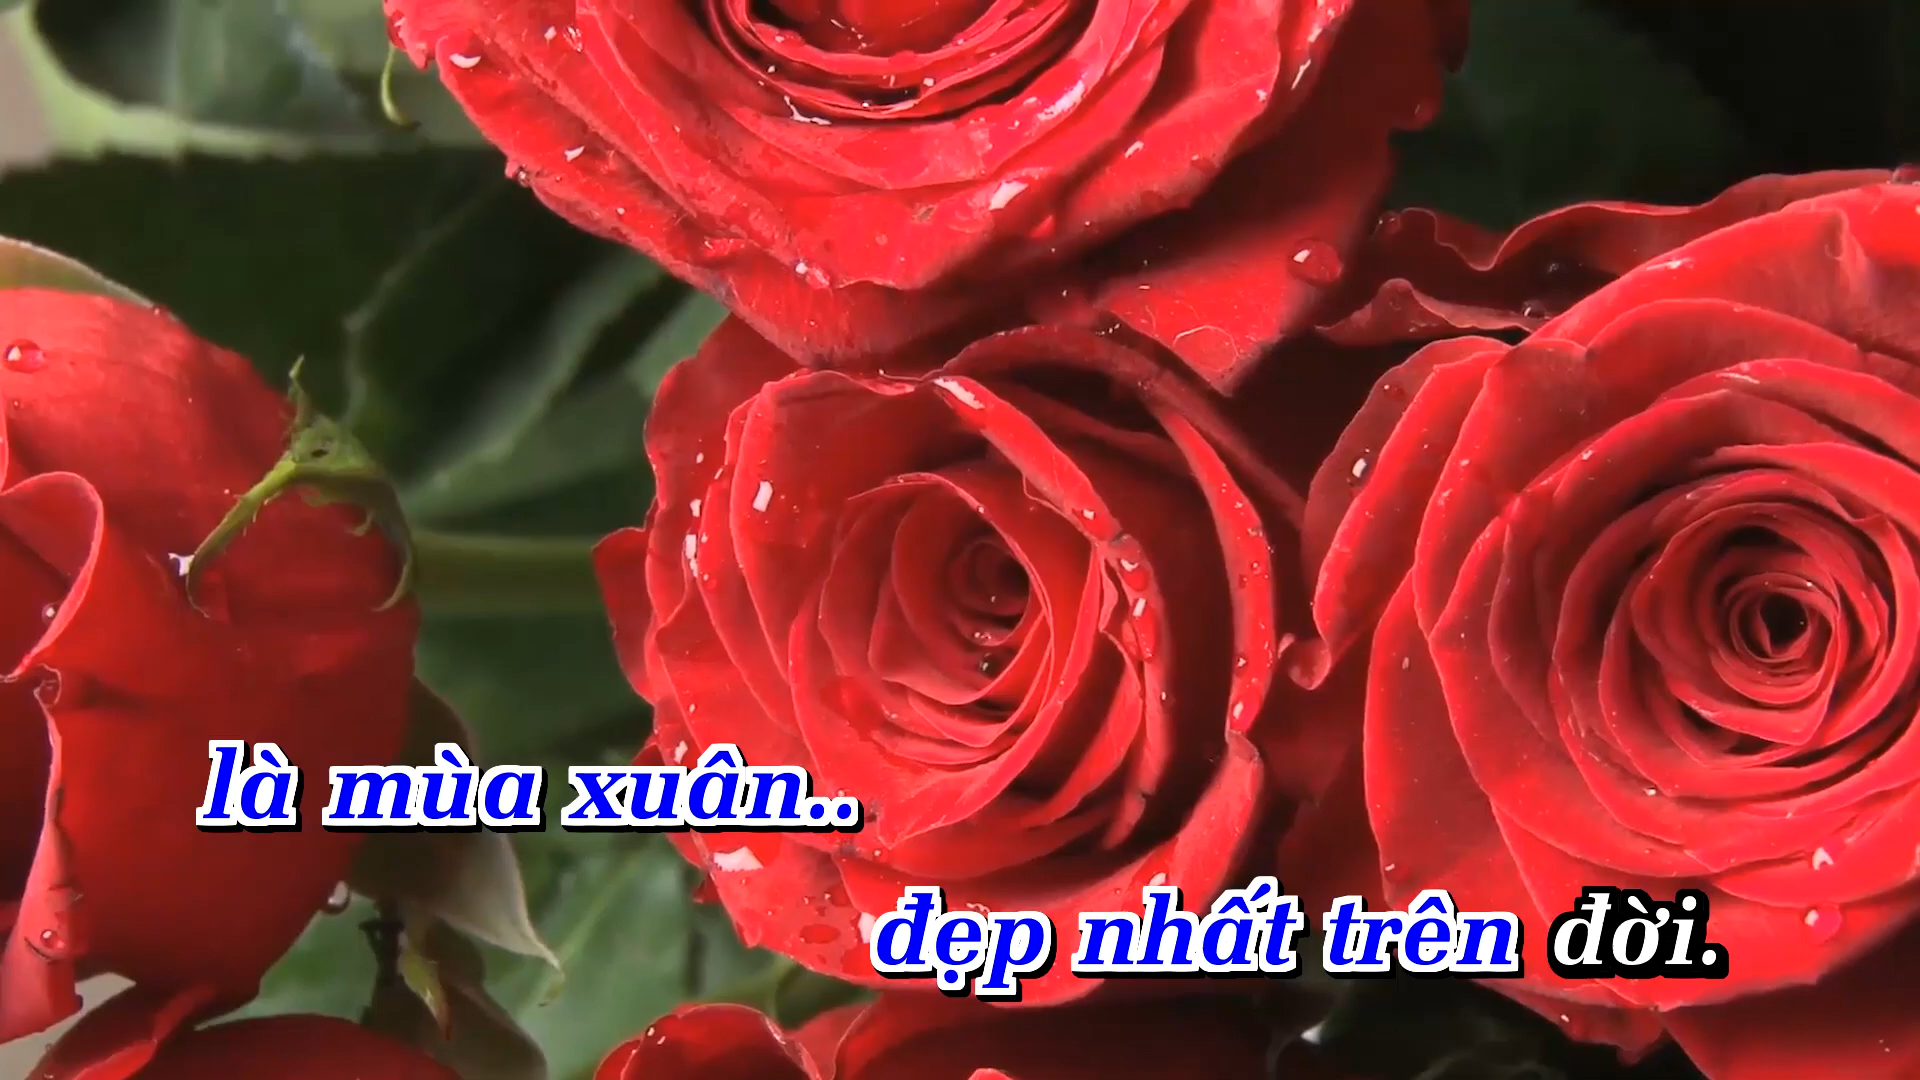 là mùa xuân..
đẹp nhất trên đời.